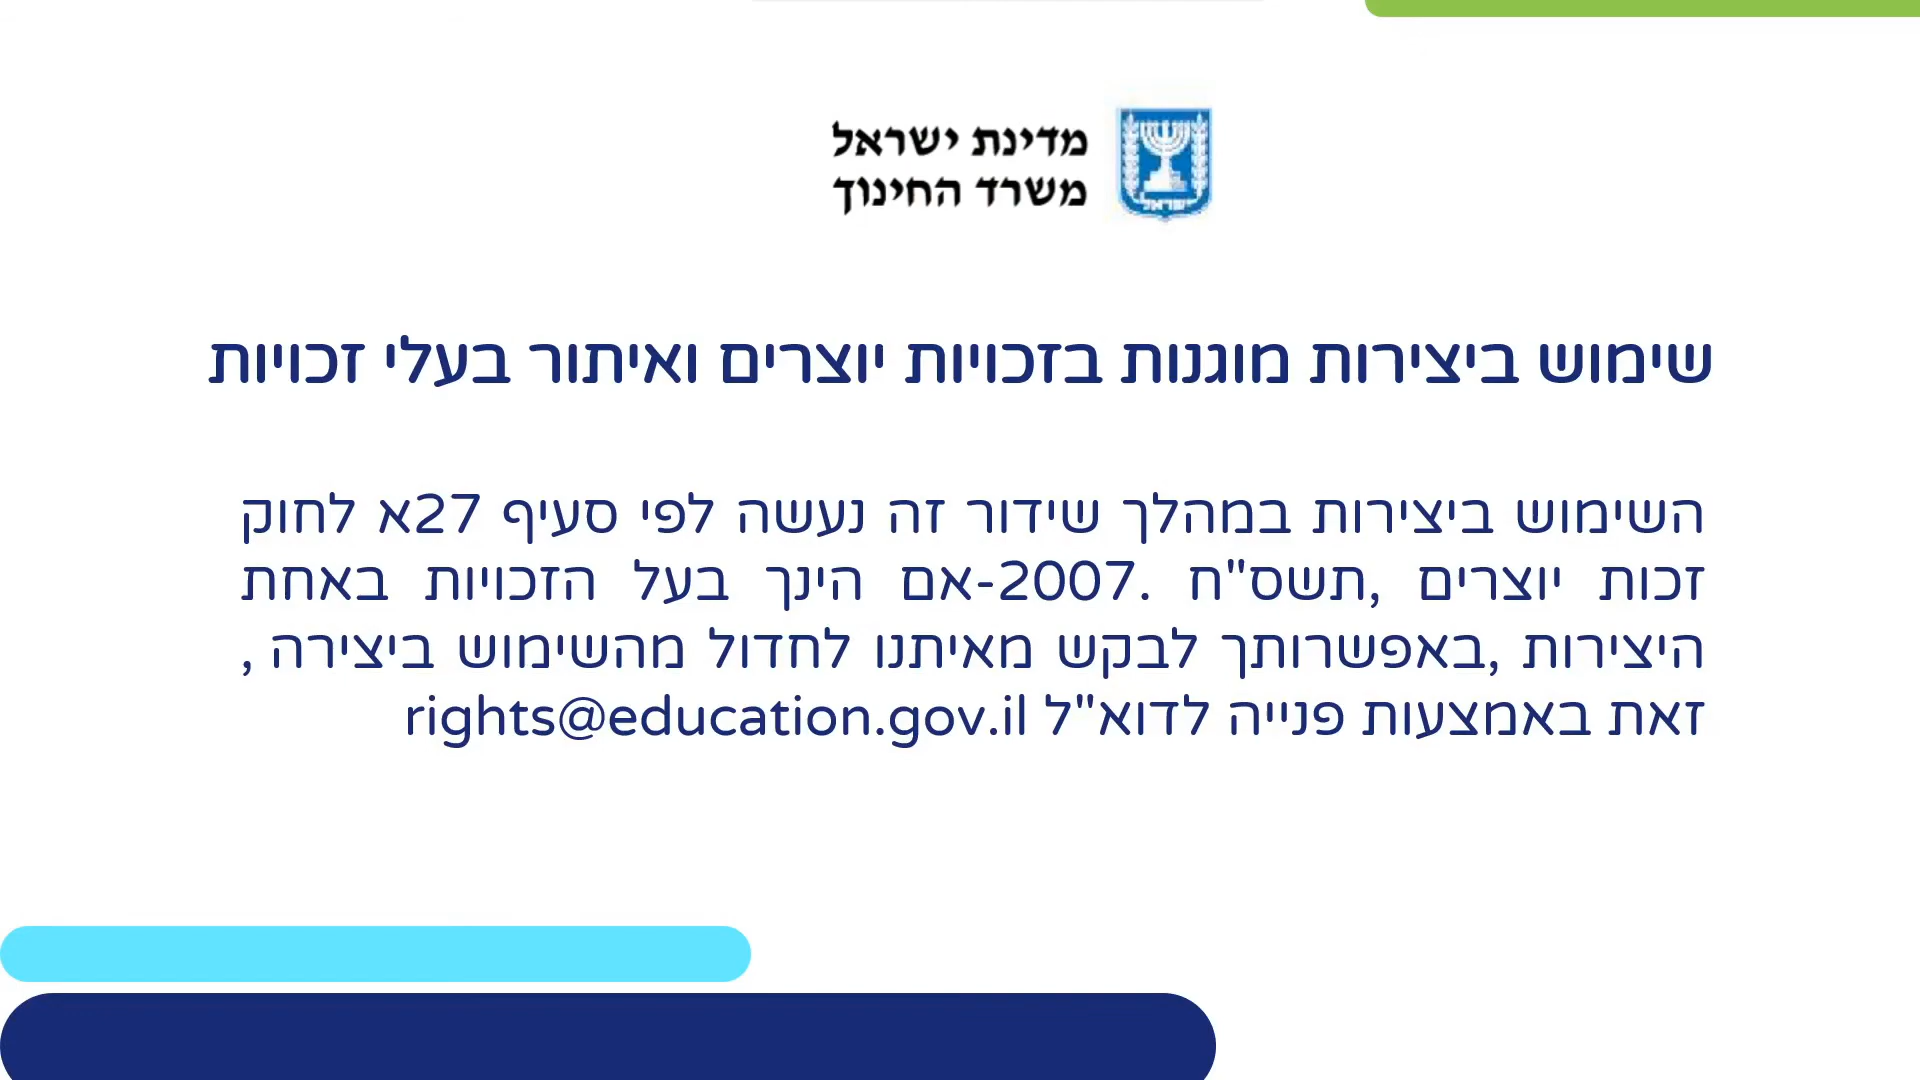 מדינת ישראל
משרד החינוך
ישראל
שימוש ביצירות מוגנות בזכויות יוצרים ואיתור בעלי זכויות
השימוש ביצירות במהלך שידור זה נעשה לפי סעיף 27א לחוק
זכות יוצרים ,תשס"ח .2007-אם הינך בעל הזכויות באחת
היצירות ,באפשרותך לבקש מאיתנו לחדול מהשימוש ביצירה ,
זאת באמצעות פנייה לדוא"ל rights@education.gov.il